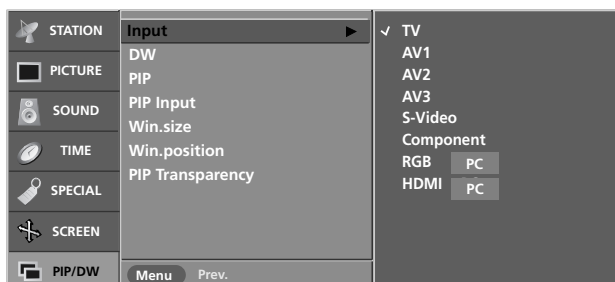 STATION
PICTURE
SOUND
TIME
SPECIAL
SCREEN
PIP/DW
Input
DW
PIP
PIP Input
Win.size
Win.position
PIP Transparency
Menu Prev.
TV
AV1
AV2
AV3
S-Video
Component
RGB PC
HDMI PC